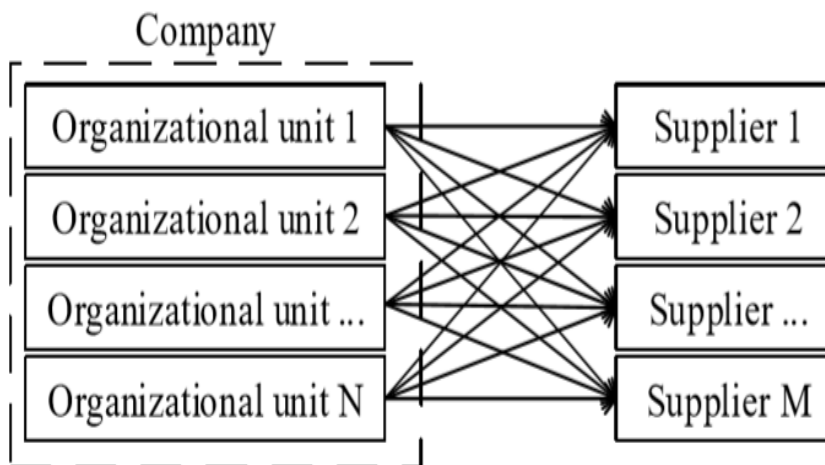 Company
Organizational unit 1
Supplier 1
Organizational unit 2
Supplier 2
Organizational unit ...
Supplier ...
Organizational unit N
Supplier M